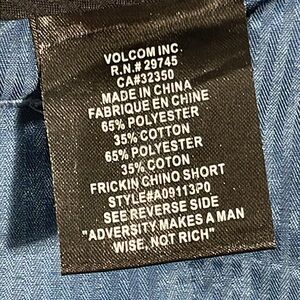 VOLCOM INC.
R.N.# 29745
CA#32350
MADE IN CHINA
FABRIQUE EN CHINE
65% POLYESTER
35% COTTON
65% POLYESTER
35% COTON
FRICKIN CHINO SHORT
STYLE#A09113P0
SEE REVERSE SIDE
"ADVERSITY MAKES A MAN
WISE, NOT RICH"